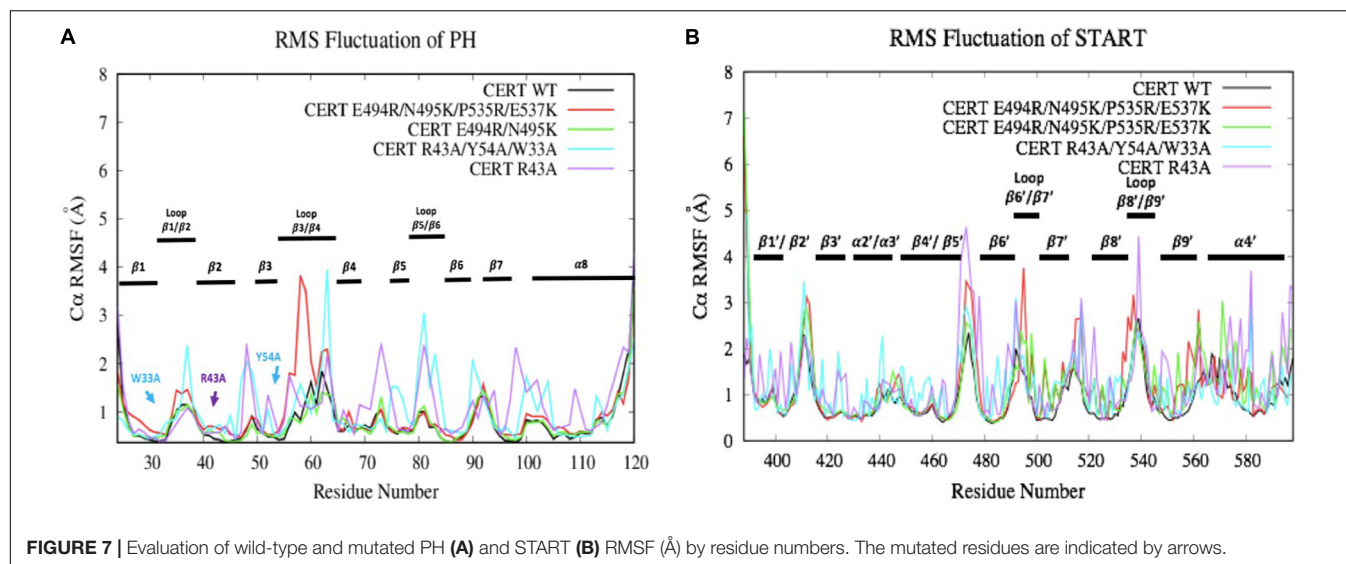 A
RMS Fluctuation of PH
8
7
6
5
4
3
2
1
Cα RMSF (Å)
CERT WT
CERT E494R/N495K/P535R/E537K
CERT E494R/N495K
CERT R43A/Y54A/W33A
CERT R43A
Loop
β1/β2
Loop
β3/β4
Loop
β5/β6
β1
β2
β3
β4
β5
β6
β7
α8
W33A
R43A
Y54A
30 40 50 60 70 80 90 100 110 120
Residue Number
B
RMS Fluctuation of START
8
7
6
5
4
3
2
1
0
Cα RMSF (Å)
CERT WT
CERT E494R/N495K/P535R/E537K
CERT E494R/N495K/P535R/E537K
CERT R43A/Y54A/W33A
CERT R43A
Loop
β6'/β7'
Loop
β8'/β9'
β1'/ β2'
β3'
α2'/α3'
β4'/ β5'
β6'
β7'
β8'
β9'
α4'
400 420 440 460 480 500 520 540 560 580
Residue Number
FIGURE 7 | Evaluation of wild-type and mutated PH (A) and START (B) RMSF (Å) by residue numbers. The mutated residues are indicated by arrows.